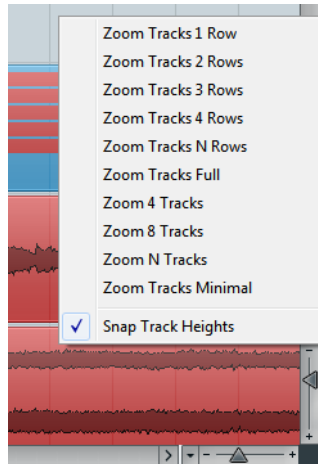 Zoom Tracks 1 Row
Zoom Tracks 2 Rows
Zoom Tracks 3 Rows
Zoom Tracks 4 Rows
Zoom Tracks N Rows
Zoom Tracks Full
Zoom 4 Tracks
Zoom 8 Tracks
Zoom N Tracks
Zoom Tracks Minimal
Snap Track Heights